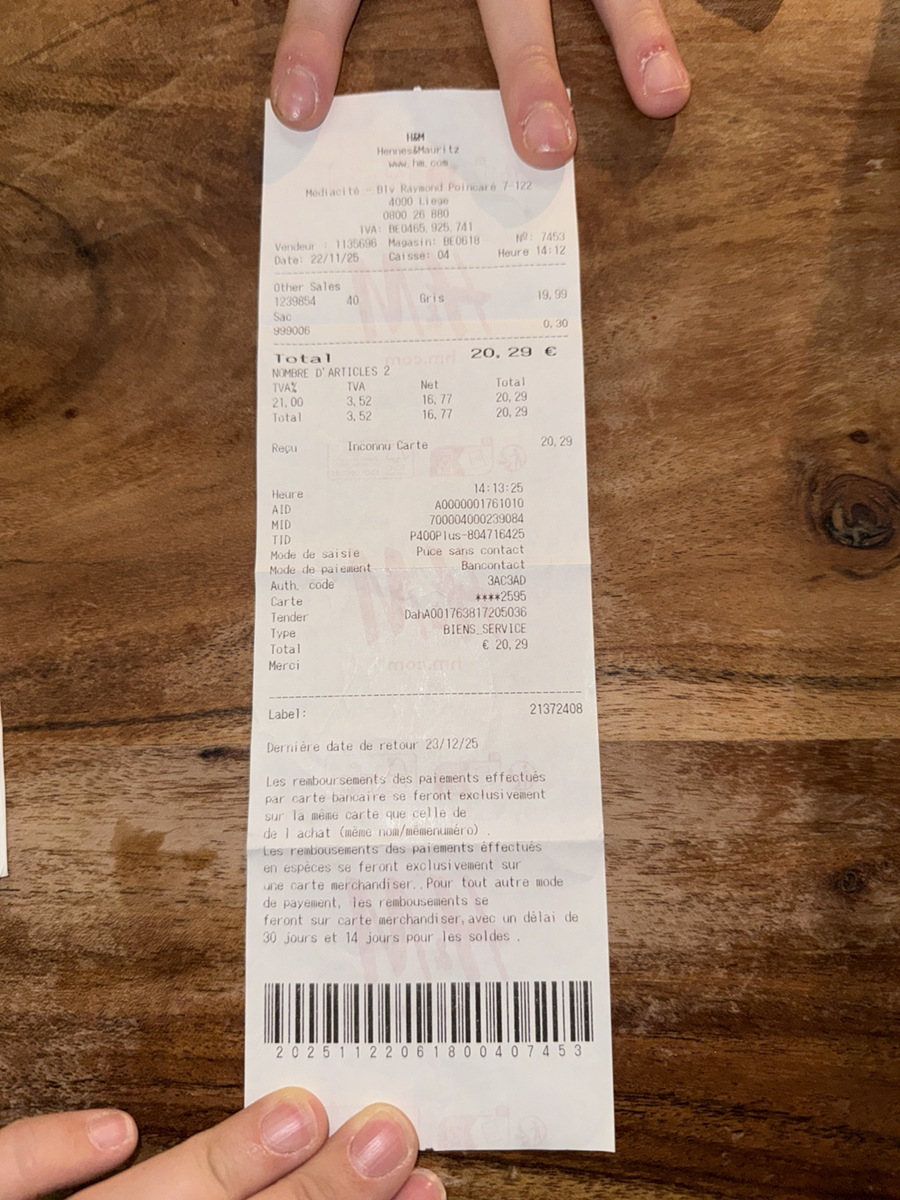 H&M
Hennes&Mauritz
www.hm.com
Médiacité - Blv Raymond Poincaré 7-122
4000 Liege
0800 26 880
IVA: BE0465.925.741
Vendeur : 1135696 Magasin: BE0618 Nº: 7453
Date: 22/11/25 Caisse: 04 Heure 14:12
Other Sales
1239854 40 Gris 19,99
Sac
999006 0,30
Total 20,29 €
NOMBRE D'ARTICLES 2
TVA% TVA Net Total
21,00 3,52 16,77 20,29
Total 3,52 16,77 20,29
Reçu Inconnu Carte 20,29
Heure 14:13:25
AID A0000001761010
MID 700004000239084
TID P400Plus-804716425
Mode de saisie Puce sans contact
Mode de paiement Bancontact
Auth. code 3AC3AD
Carte ****2595
Tender DahA001763817205036
Type BIENS_SERVICE
Total € 20,29
Merci
Label: 21372408
Dernière date de retour 23/12/25
Les remboursements des paiements effectués
par carte bancaire se feront exclusivement
sur la même carte que celle de
de l achat (même nom/mêmenuméro) .
Les rembousements des paiements éffectués
en espèces se feront exclusivement sur
une carte merchandiser..Pour tout autre mode
de payement, les rembousements se
feront sur carte merchandiser,avec un délai de
30 jours et 14 jours pour les soldes .
20251122061800407453